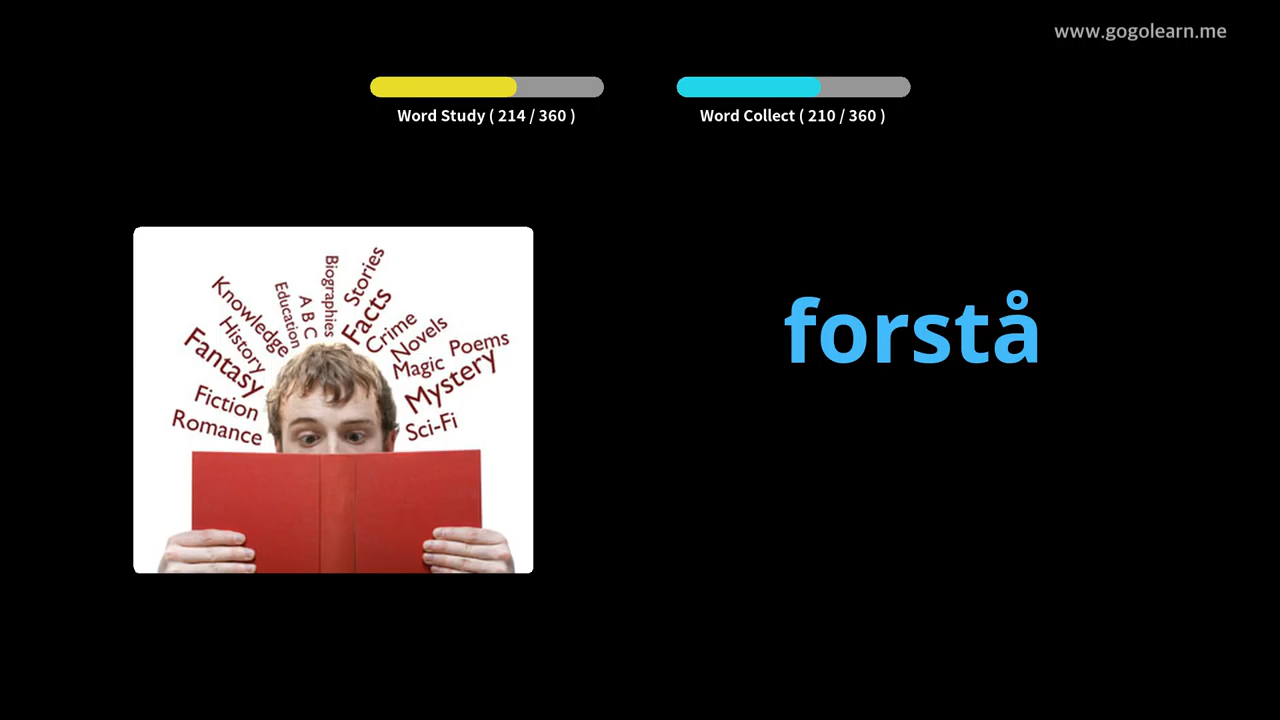 www.gogolearn.me
Word Study ( 214 / 360 )
Word Collect ( 210 / 360 )
Knowledge
History
Fantasy
Fiction
Romance
Education
A B C
Biographies
Stories
Facts
Crime
Novels
Magic
Poems
Mystery
Sci-Fi
forstå